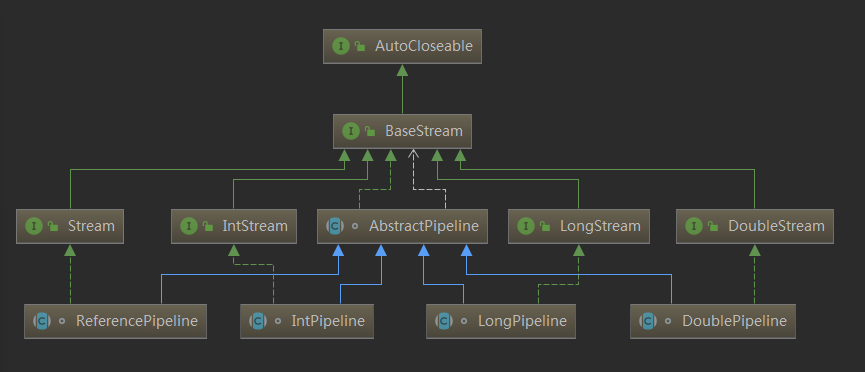 I AutoCloseable
I BaseStream
I Stream I IntStream C AbstractPipeline I LongStream I DoubleStream
C ReferencePipeline C IntPipeline C LongPipeline C DoublePipeline